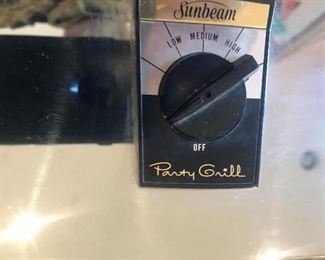 Sunbeam
LOW MEDIUM HIGH
OFF
Party Grill